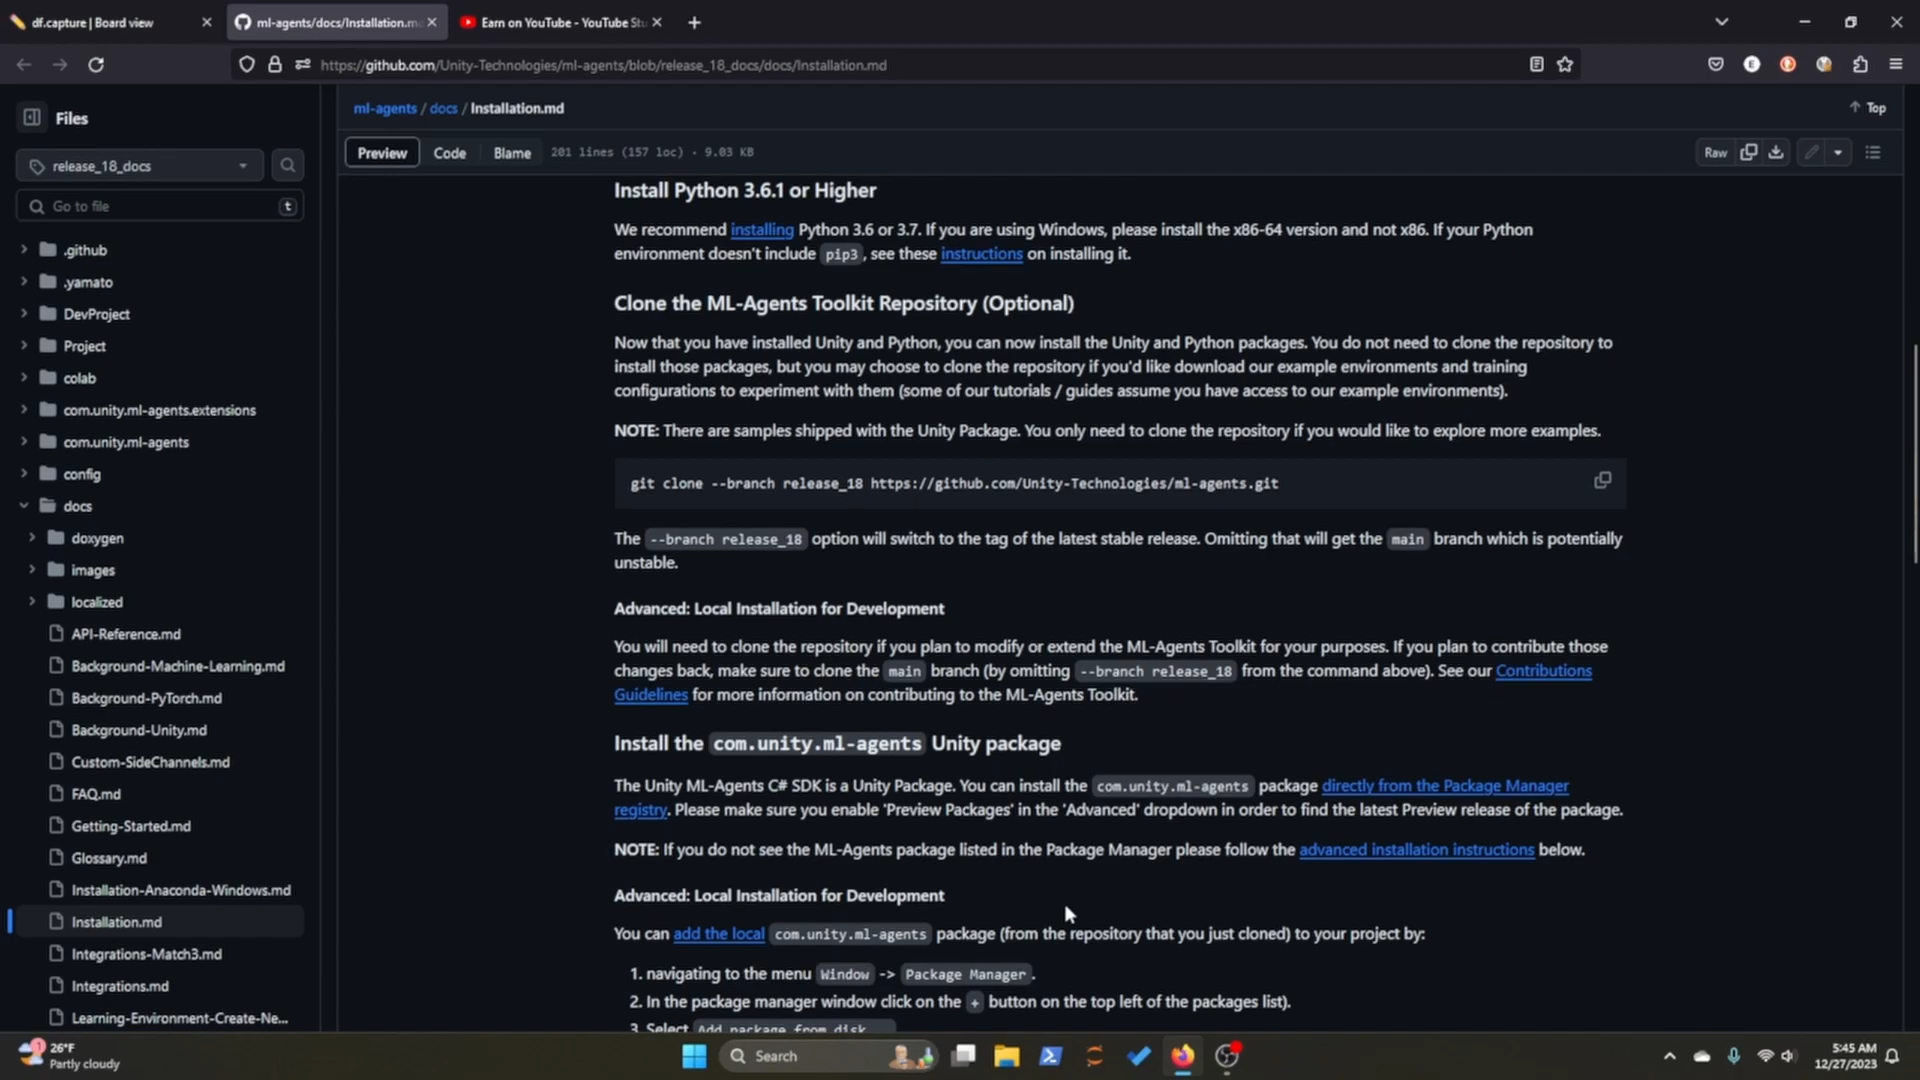 df.capture | Board view
ml-agents/docs/Installation.m
Earn on YouTube - YouTube Stu
https://github.com/Unity-Technologies/ml-agents/blob/release_18_docs/docs/Installation.md
Files
ml-agents / docs / Installation.md
Top
release_18_docs
Preview
Code
Blame
201 lines (157 loc) · 9.03 KB
Raw
Go to file
t
.github
.yamato
DevProject
Project
colab
com.unity.ml-agents.extensions
com.unity.ml-agents
config
docs
doxygen
images
localized
API-Reference.md
Background-Machine-Learning.md
Background-PyTorch.md
Background-Unity.md
Custom-SideChannels.md
FAQ.md
Getting-Started.md
Glossary.md
Installation-Anaconda-Windows.md
Installation.md
Integrations-Match3.md
Integrations.md
Learning-Environment-Create-Ne...
Install Python 3.6.1 or Higher
We recommend installing Python 3.6 or 3.7. If you are using Windows, please install the x86-64 version and not x86. If your Python
environment doesn't include pip3, see these instructions on installing it.
Clone the ML-Agents Toolkit Repository (Optional)
Now that you have installed Unity and Python, you can now install the Unity and Python packages. You do not need to clone the repository to
install those packages, but you may choose to clone the repository if you'd like download our example environments and training
configurations to experiment with them (some of our tutorials / guides assume you have access to our example environments).
NOTE: There are samples shipped with the Unity Package. You only need to clone the repository if you would like to explore more examples.
git clone --branch release_18 https://github.com/Unity-Technologies/ml-agents.git
The --branch release_18 option will switch to the tag of the latest stable release. Omitting that will get the main branch which is potentially
unstable.
Advanced: Local Installation for Development
You will need to clone the repository if you plan to modify or extend the ML-Agents Toolkit for your purposes. If you plan to contribute those
changes back, make sure to clone the main branch (by omitting --branch release_18 from the command above). See our Contributions
Guidelines for more information on contributing to the ML-Agents Toolkit.
Install the com.unity.ml-agents Unity package
The Unity ML-Agents C# SDK is a Unity Package. You can install the com.unity.ml-agents package directly from the Package Manager
registry. Please make sure you enable 'Preview Packages' in the 'Advanced' dropdown in order to find the latest Preview release of the package.
NOTE: If you do not see the ML-Agents package listed in the Package Manager please follow the advanced installation instructions below.
Advanced: Local Installation for Development
You can add the local com.unity.ml-agents package (from the repository that you just cloned) to your project by:
1. navigating to the menu Window -> Package Manager.
2. In the package manager window click on the + button on the top left of the packages list).
3. Select Add package from disk...
1
26°F
Partly cloudy
Search
5:45 AM
12/27/2023